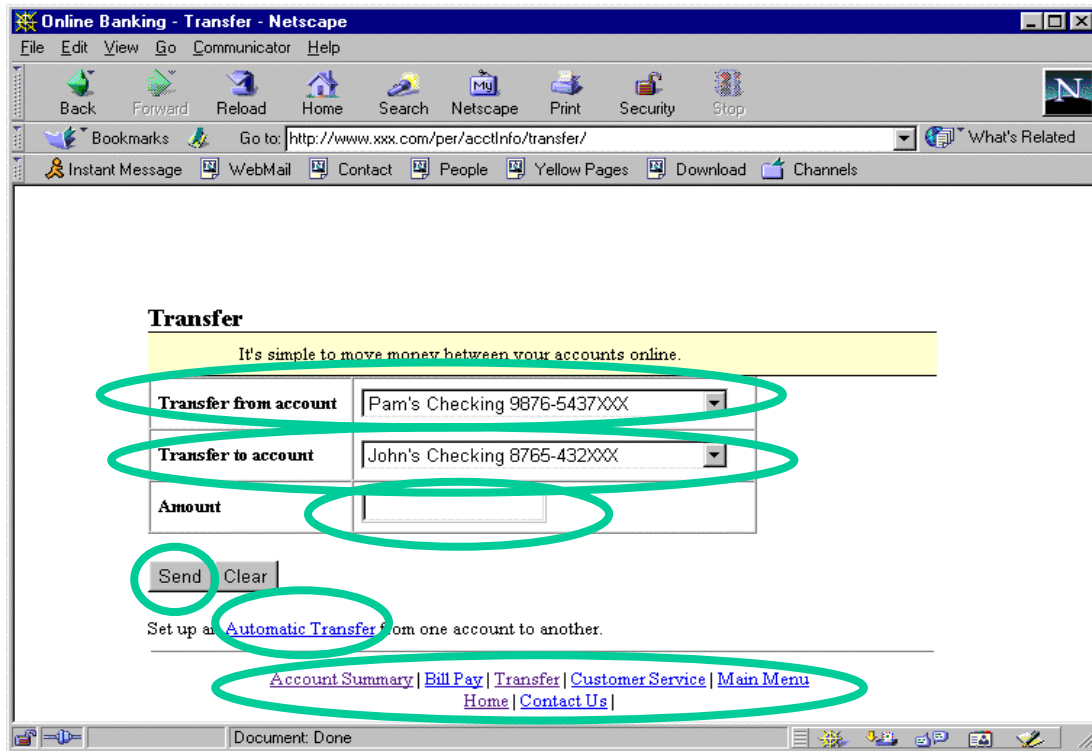 Online Banking - Transfer - Netscape
File Edit View Go Communicator Help
My
N
Back Forward Reload Home Search Netscape Print Security Stop
Bookmarks Go to: http://www.xxx.com/per/acctInfo/transfer/ What's Related
Instant Message WebMail Contact People Yellow Pages Download Channels
Transfer
It's simple to move money between your accounts online.
Transfer from account Pam's Checking 9876-5437XXX
Transfer to account John's Checking 8765-432XXX
Amount
Send Clear
Set up an Automatic Transfer from one account to another.
Account Summary | Bill Pay | Transfer | Customer Service | Main Menu
Home | Contact Us |
Document: Done